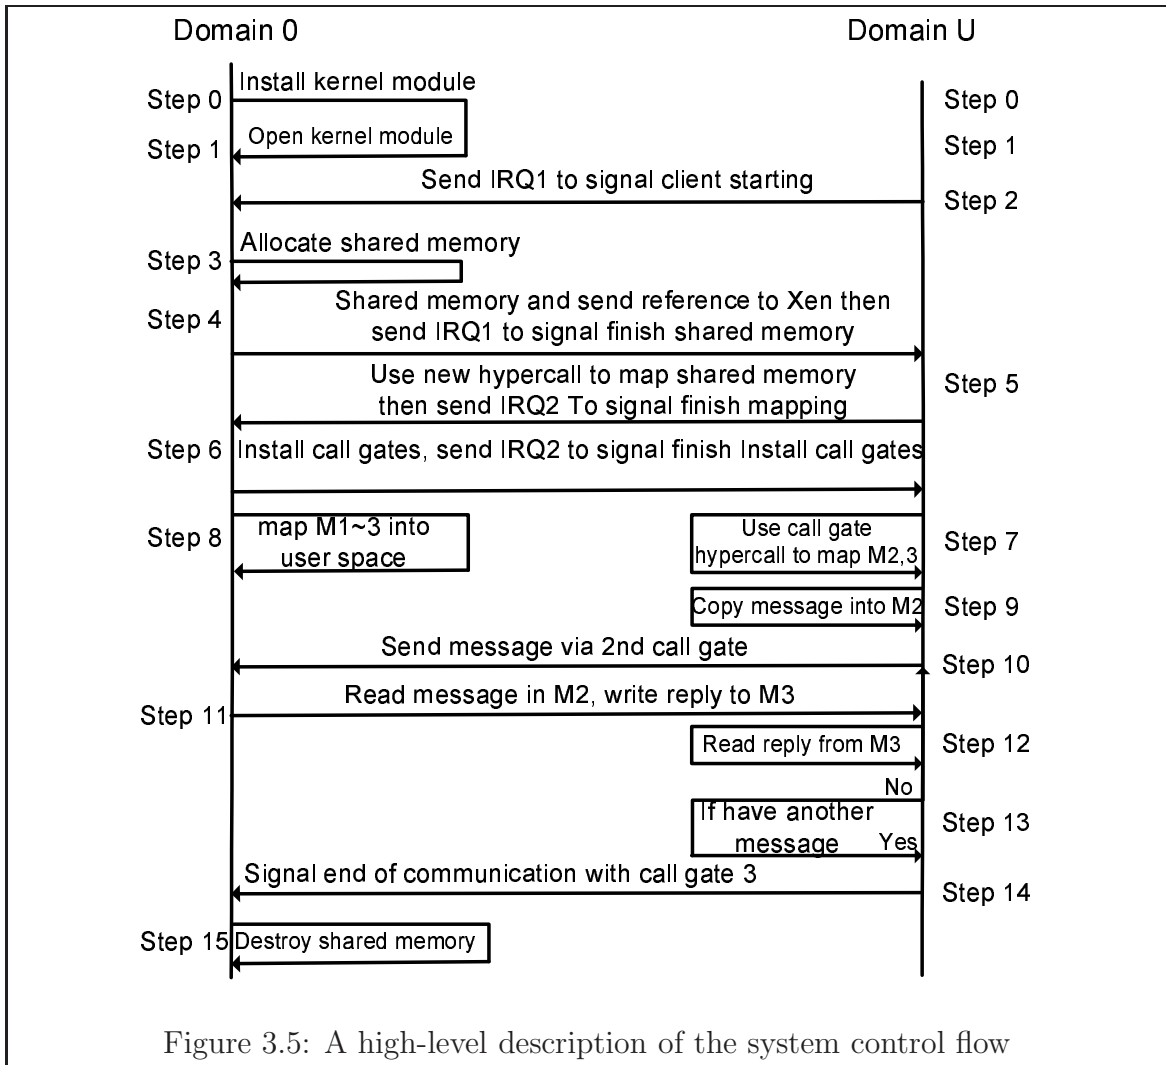 Domain 0
Domain U
Install kernel module
Step 0
Step 0
Open kernel module
Step 1
Step 1
Send IRQ1 to signal client starting
Step 2
Allocate shared memory
Step 3
Shared memory and send reference to Xen then
send IRQ1 to signal finish shared memory
Step 4
Use new hypercall to map shared memory
then send IRQ2 To signal finish mapping
Step 5
Step 6
Install call gates, send IRQ2 to signal finish Install call gates
Step 8
map M1~3 into
user space
Use call gate
hypercall to map M2,3
Step 7
Copy message into M2
Step 9
Send message via 2nd call gate
Step 10
Read message in M2, write reply to M3
Step 11
Read reply from M3
Step 12
No
If have another
message
Yes
Step 13
Signal end of communication with call gate 3
Step 14
Step 15
Destroy shared memory
Figure 3.5: A high-level description of the system control flow